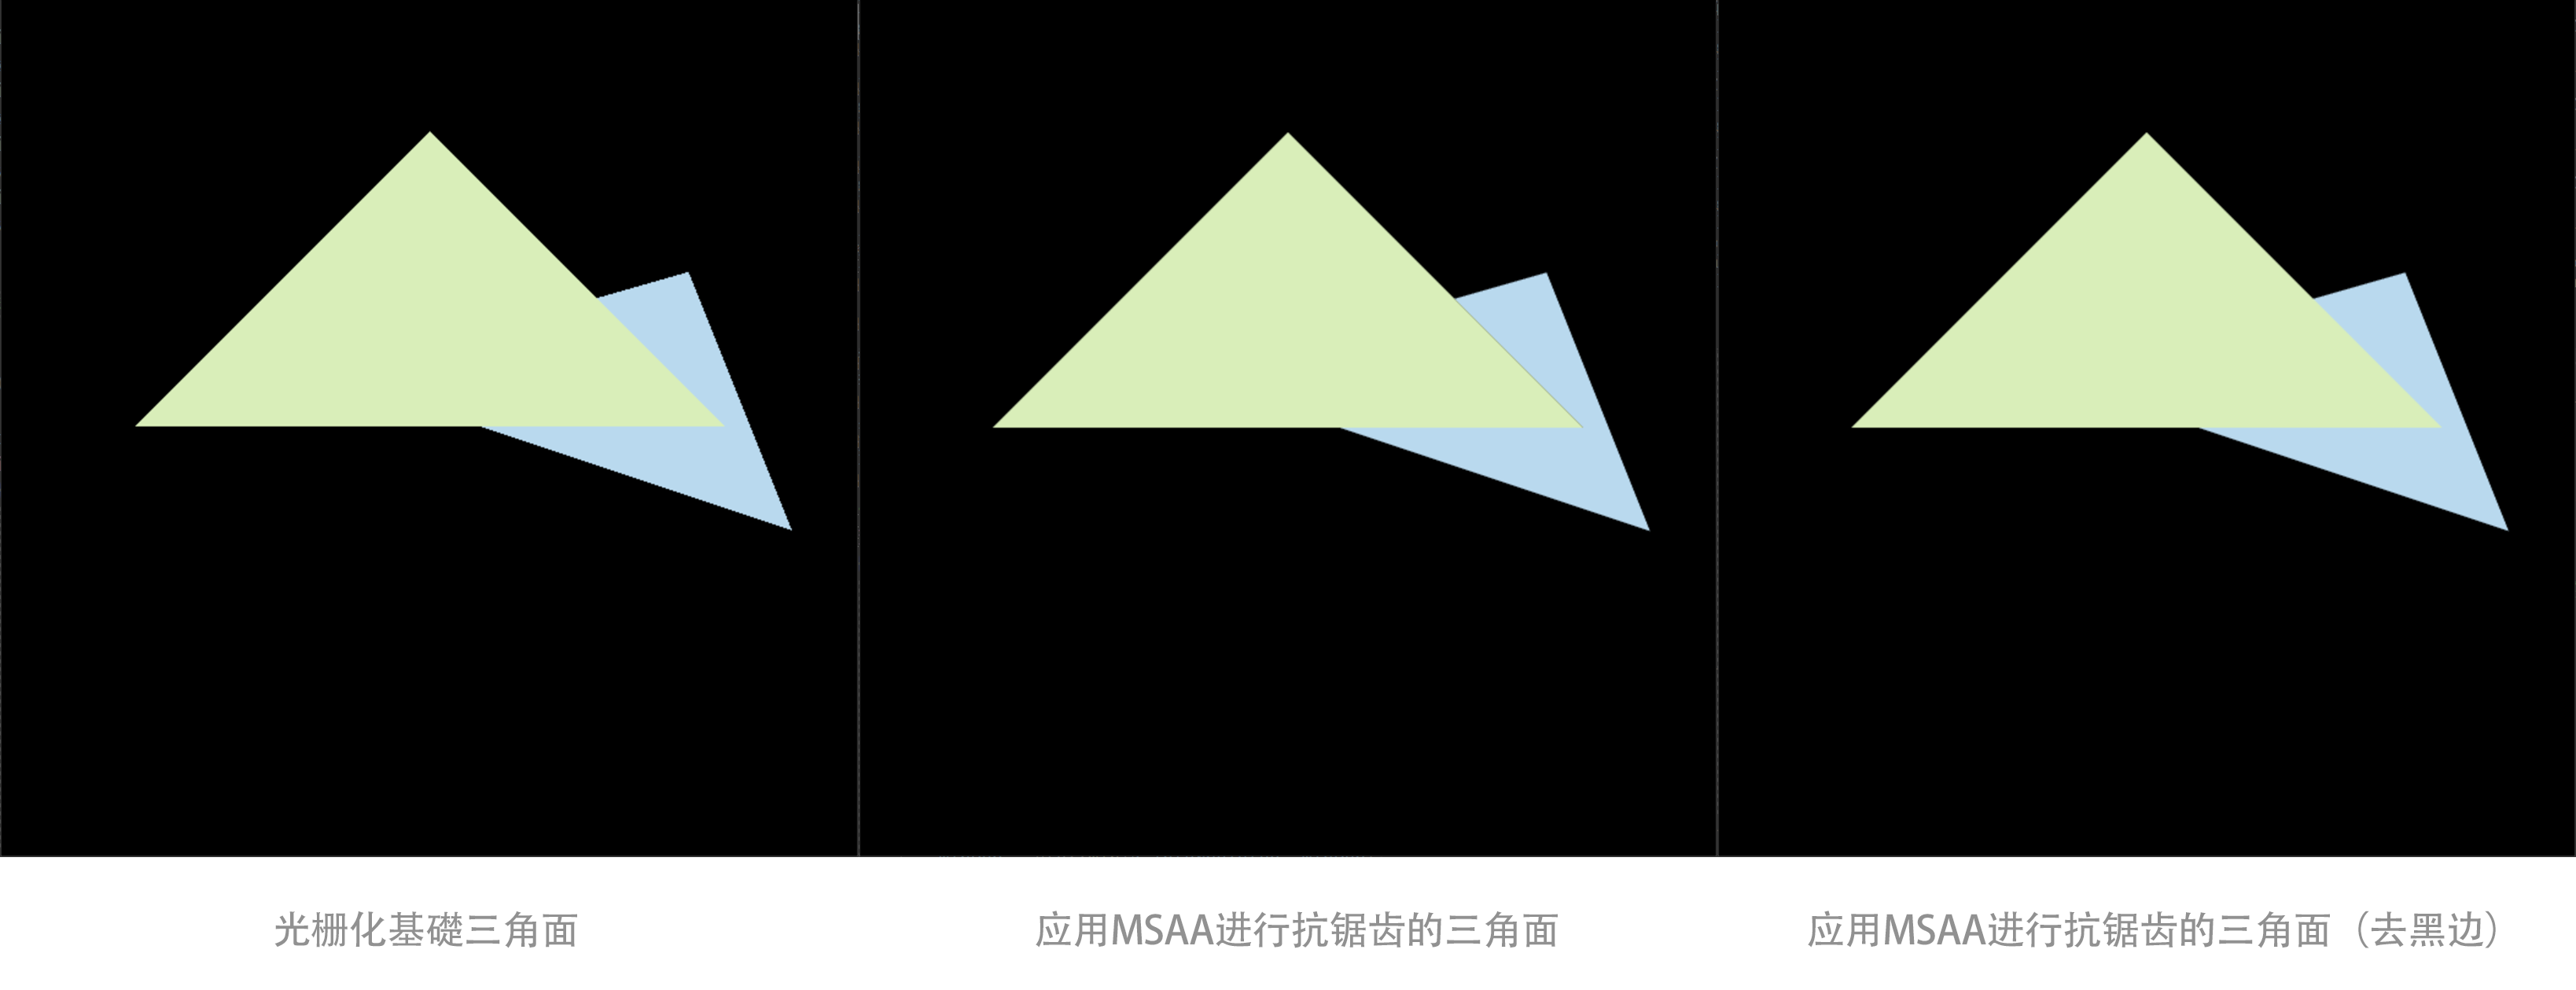 光栅化基礎三角面
应用MSAA进行抗锯齿的三角面
应用MSAA进行抗锯齿的三角面（去黑边）